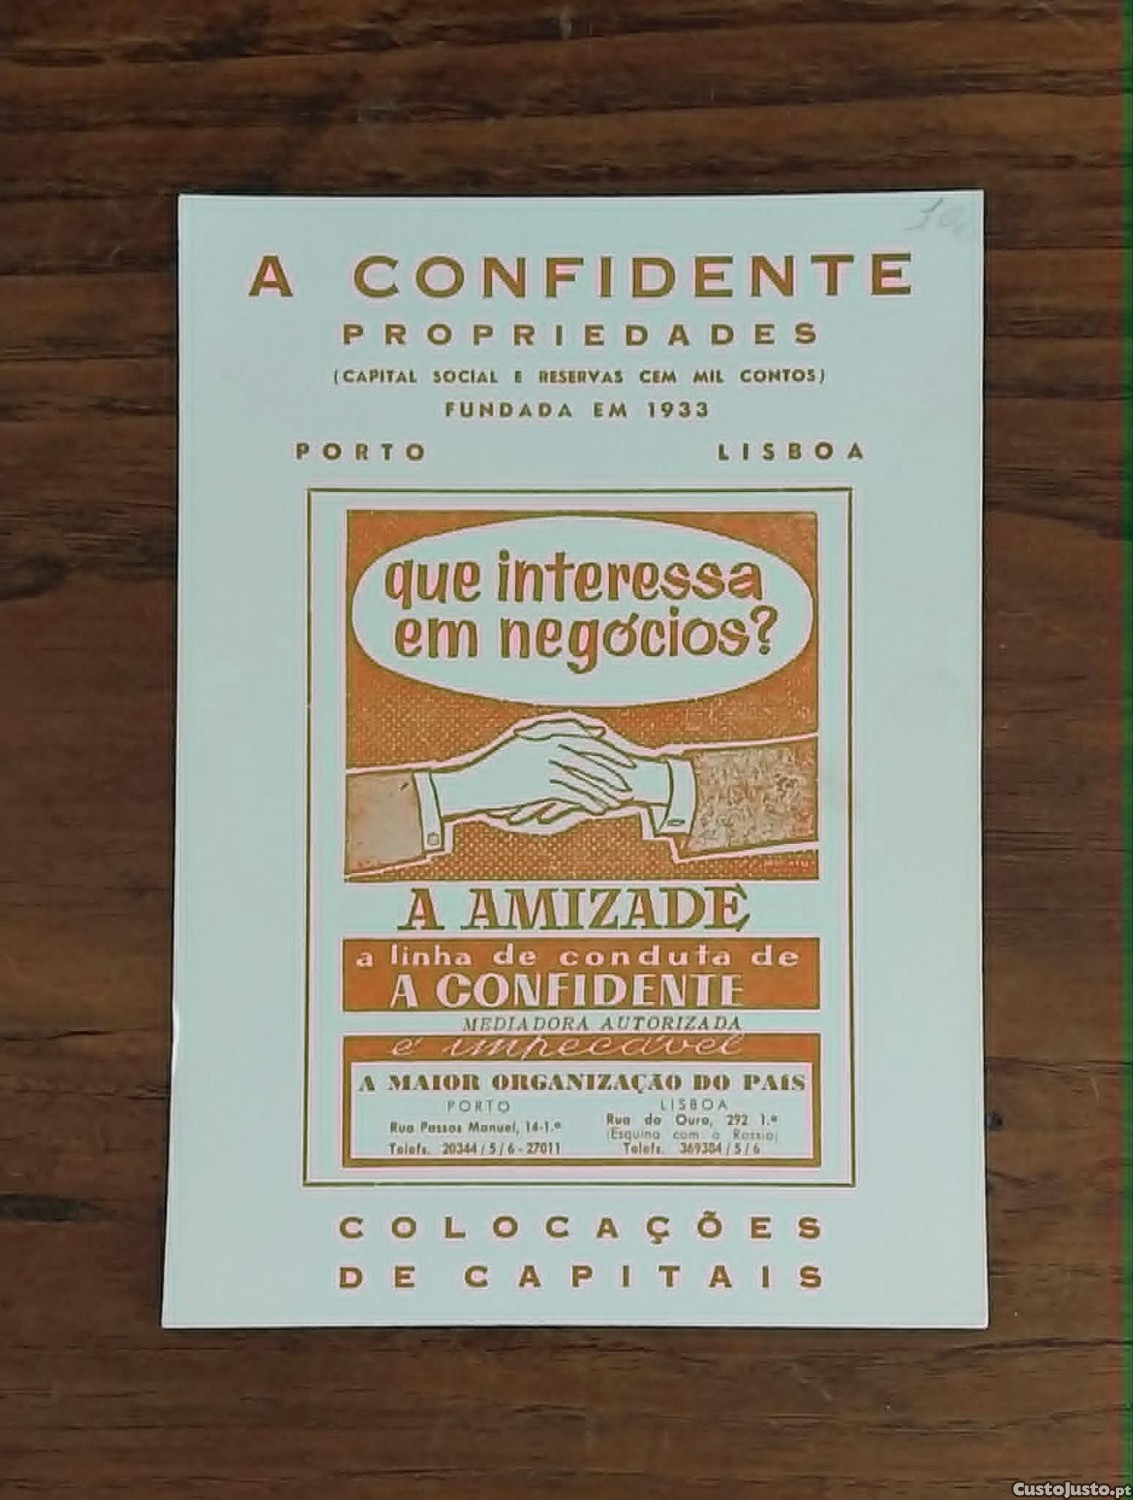 A CONFIDENTE
PROPRIEDADES
(CAPITAL SOCIAL E RESERVAS CEM MIL CONTOS)
FUNDADA EM 1933
PORTO LISBOA
que interessa
em negócios?
A AMIZADE
a linha de conduta de
A CONFIDENTE
MEDIADORA AUTORIZADA
é impecável
A MAIOR ORGANIZAÇÃO DO PAÍS
PORTO
Rua Passos Manuel, 14-1.º
Telefs. 20344/5/6-27011
LISBOA
Rua do Ouro, 292 1.º
(Esquina com o Rossio)
Telefs. 369384/5/6
COLOCAÇÕES
DE CAPITAIS
CustoJusto.pt